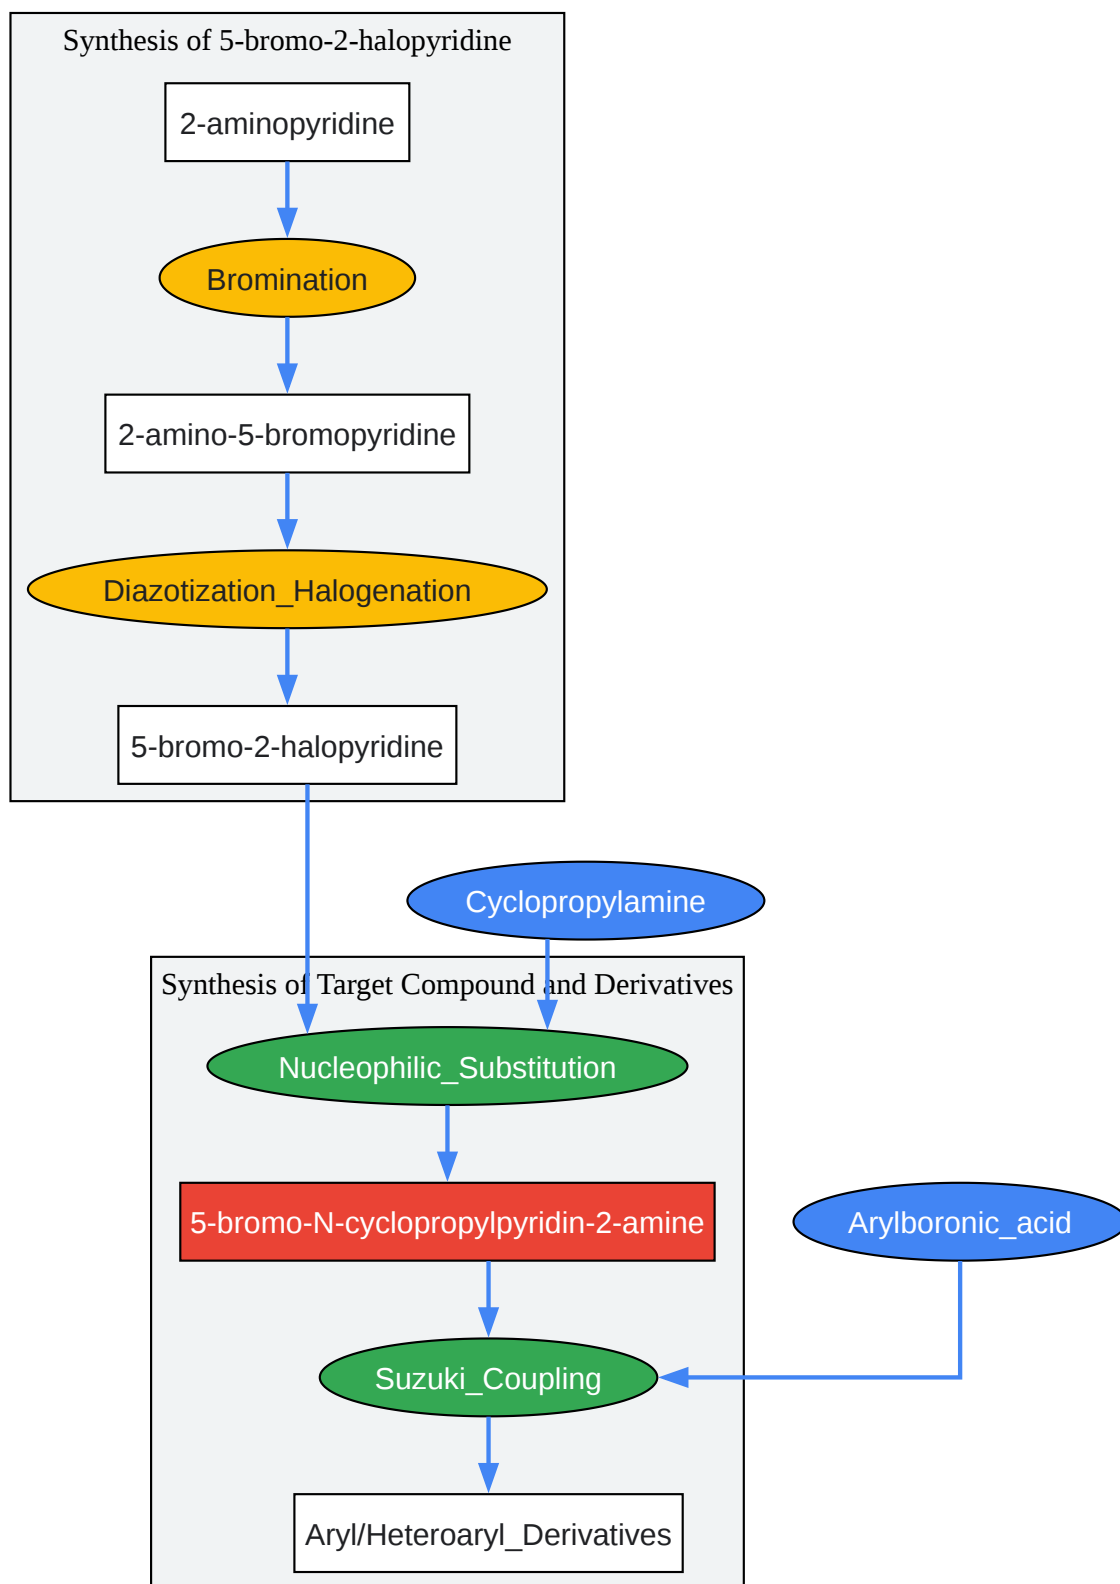 Synthesis of 5-bromo-2-halopyridine
2-aminopyridine
Bromination
2-amino-5-bromopyridine
Diazotization_Halogenation
5-bromo-2-halopyridine
Cyclopropylamine
Synthesis of Target Compound and Derivatives
Nucleophilic_Substitution
5-bromo-N-cyclopropylpyridin-2-amine
Arylboronic_acid
Suzuki_Coupling
Aryl/Heteroaryl_Derivatives